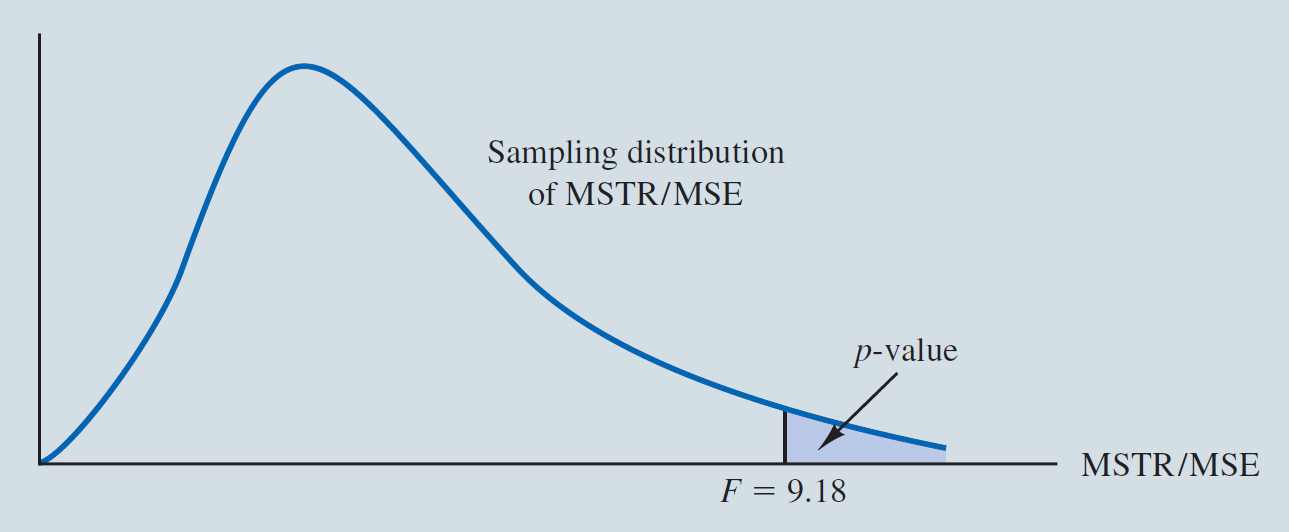 Sampling distribution
of MSTR/MSE
p-value
MSTR/MSE
F = 9.18